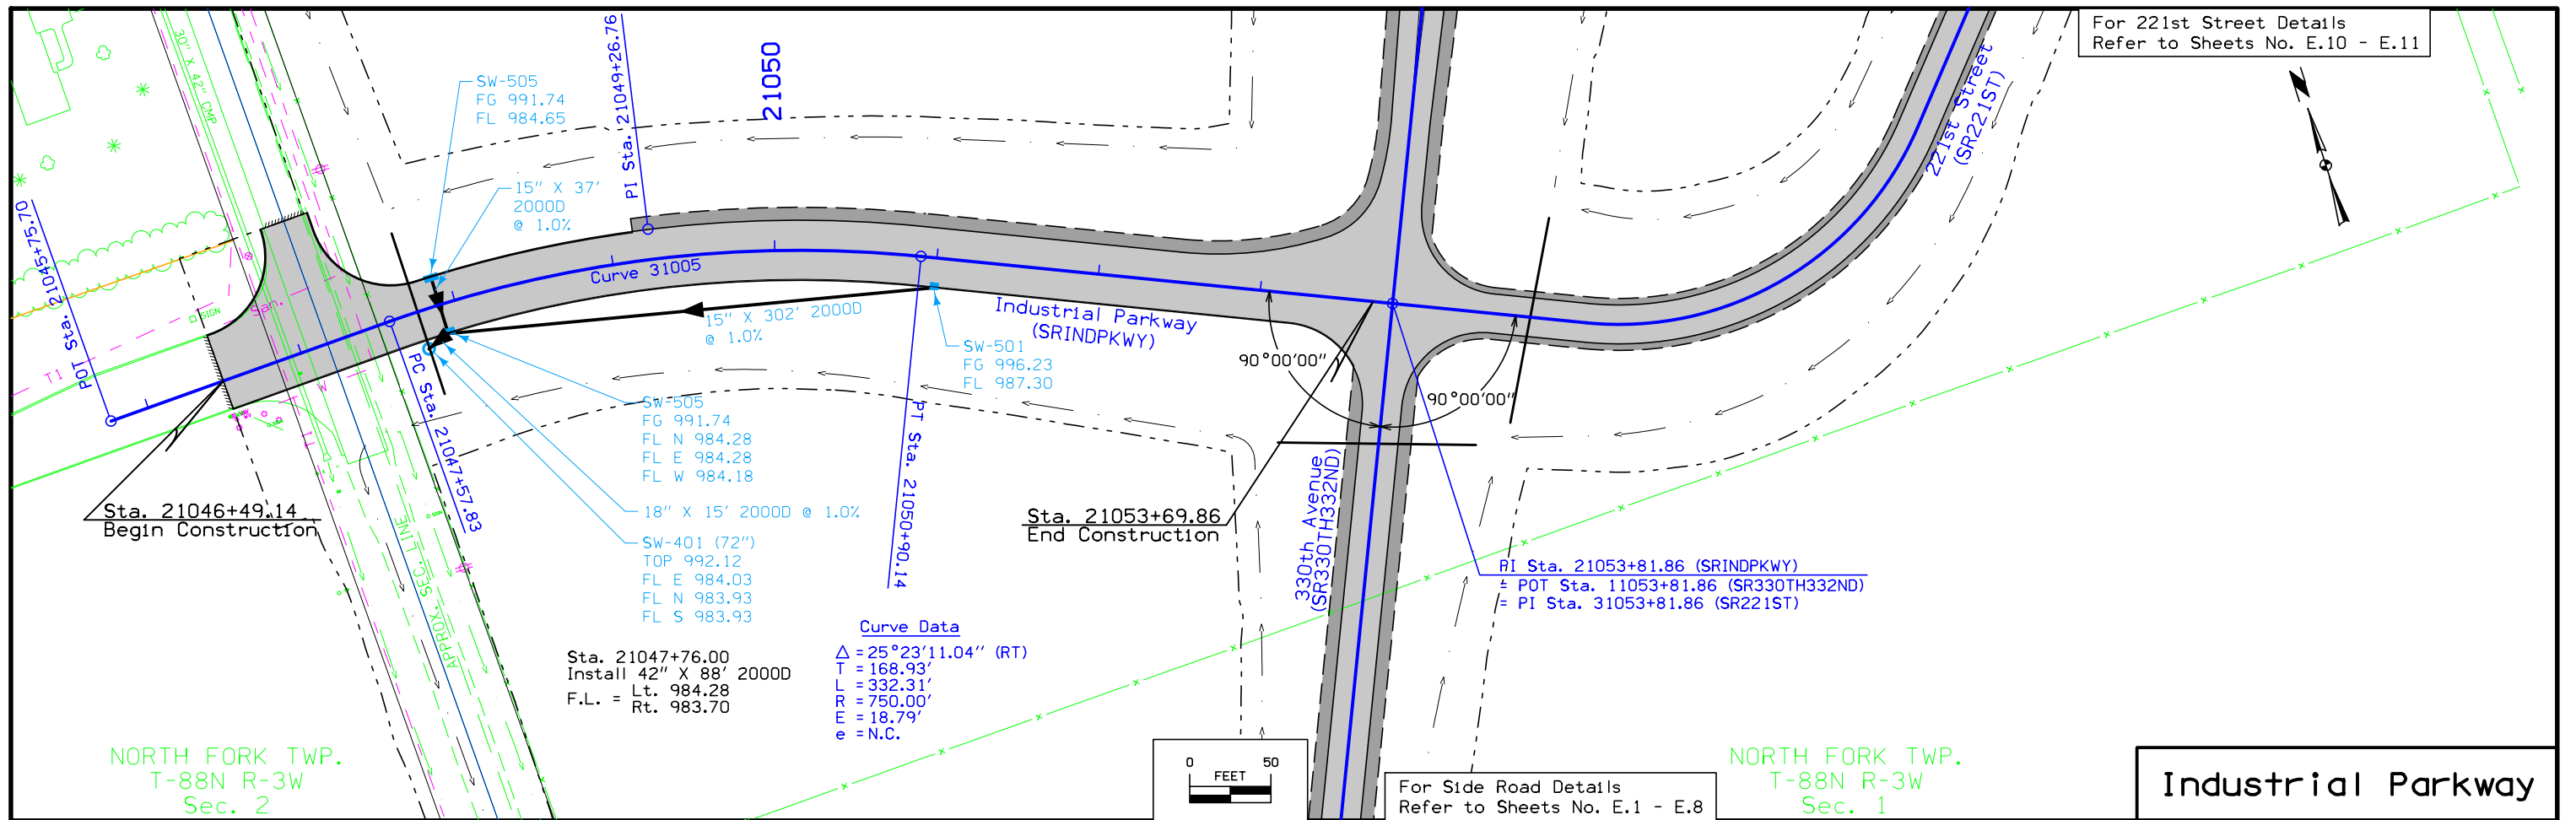 For 221st Street Details
Refer to Sheets No. E.10 - E.11
30" X 42" CMP
SW-505
FG 991.74
FL 984.65
15" X 37'
2000D
@ 1.0%
PI Sta. 21049+26.76
21050
221st Street
(SR221ST)
POT Sta. 21045+75.70
SIGN
Spn.
T1
W
Curve 31005
15" X 302' 2000D
@ 1.0%
Industrial Parkway
(SRINDPKWY)
SW-501
FG 996.23
FL 987.30
90°00'00"
90°00'00"
PC Sta. 21047+57.83
SW-505
FG 991.74
FL N 984.28
FL E 984.28
FL W 984.18
18" X 15' 2000D @ 1.0%
SW-401 (72")
TOP 992.12
FL E 984.03
FL N 983.93
FL S 983.93
PT Sta. 21050+90.14
Sta. 21046+49.14
Begin Construction
Sta. 21053+69.86
End Construction
330th Avenue
(SR330TH332ND)
PI Sta. 21053+81.86 (SRINDPKWY)
= POT Sta. 11053+81.86 (SR330TH332ND)
= PI Sta. 31053+81.86 (SR221ST)
APPROX. SEC. LINE
Sta. 21047+76.00
Install 42" X 88' 2000D
F.L. = Lt. 984.28
Rt. 983.70
Curve Data
Δ = 25°23'11.04" (RT)
T = 168.93'
L = 332.31'
R = 750.00'
E = 18.79'
e = N.C.
NORTH FORK TWP.
T-88N R-3W
Sec. 2
0 50
FEET
For Side Road Details
Refer to Sheets No. E.1 - E.8
NORTH FORK TWP.
T-88N R-3W
Sec. 1
Industrial Parkway